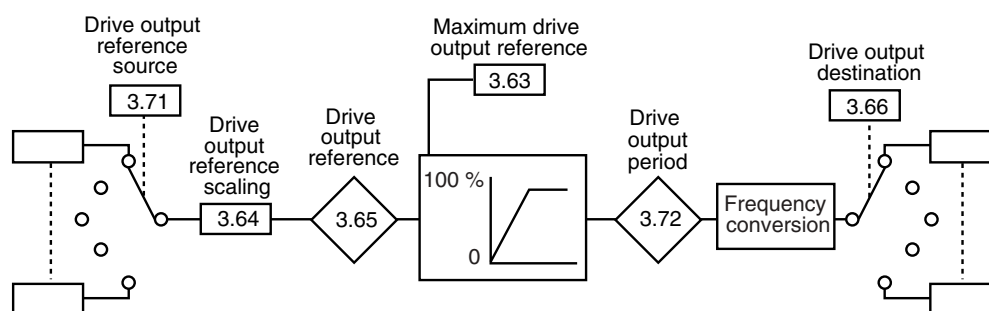 Drive output
reference
source
3.71
Drive
output
reference
scaling
3.64
Drive
output
reference
3.65
Maximum drive
output reference
3.63
100 %
0
Drive
output
period
3.72
Frequency
conversion
Drive output
destination
3.66